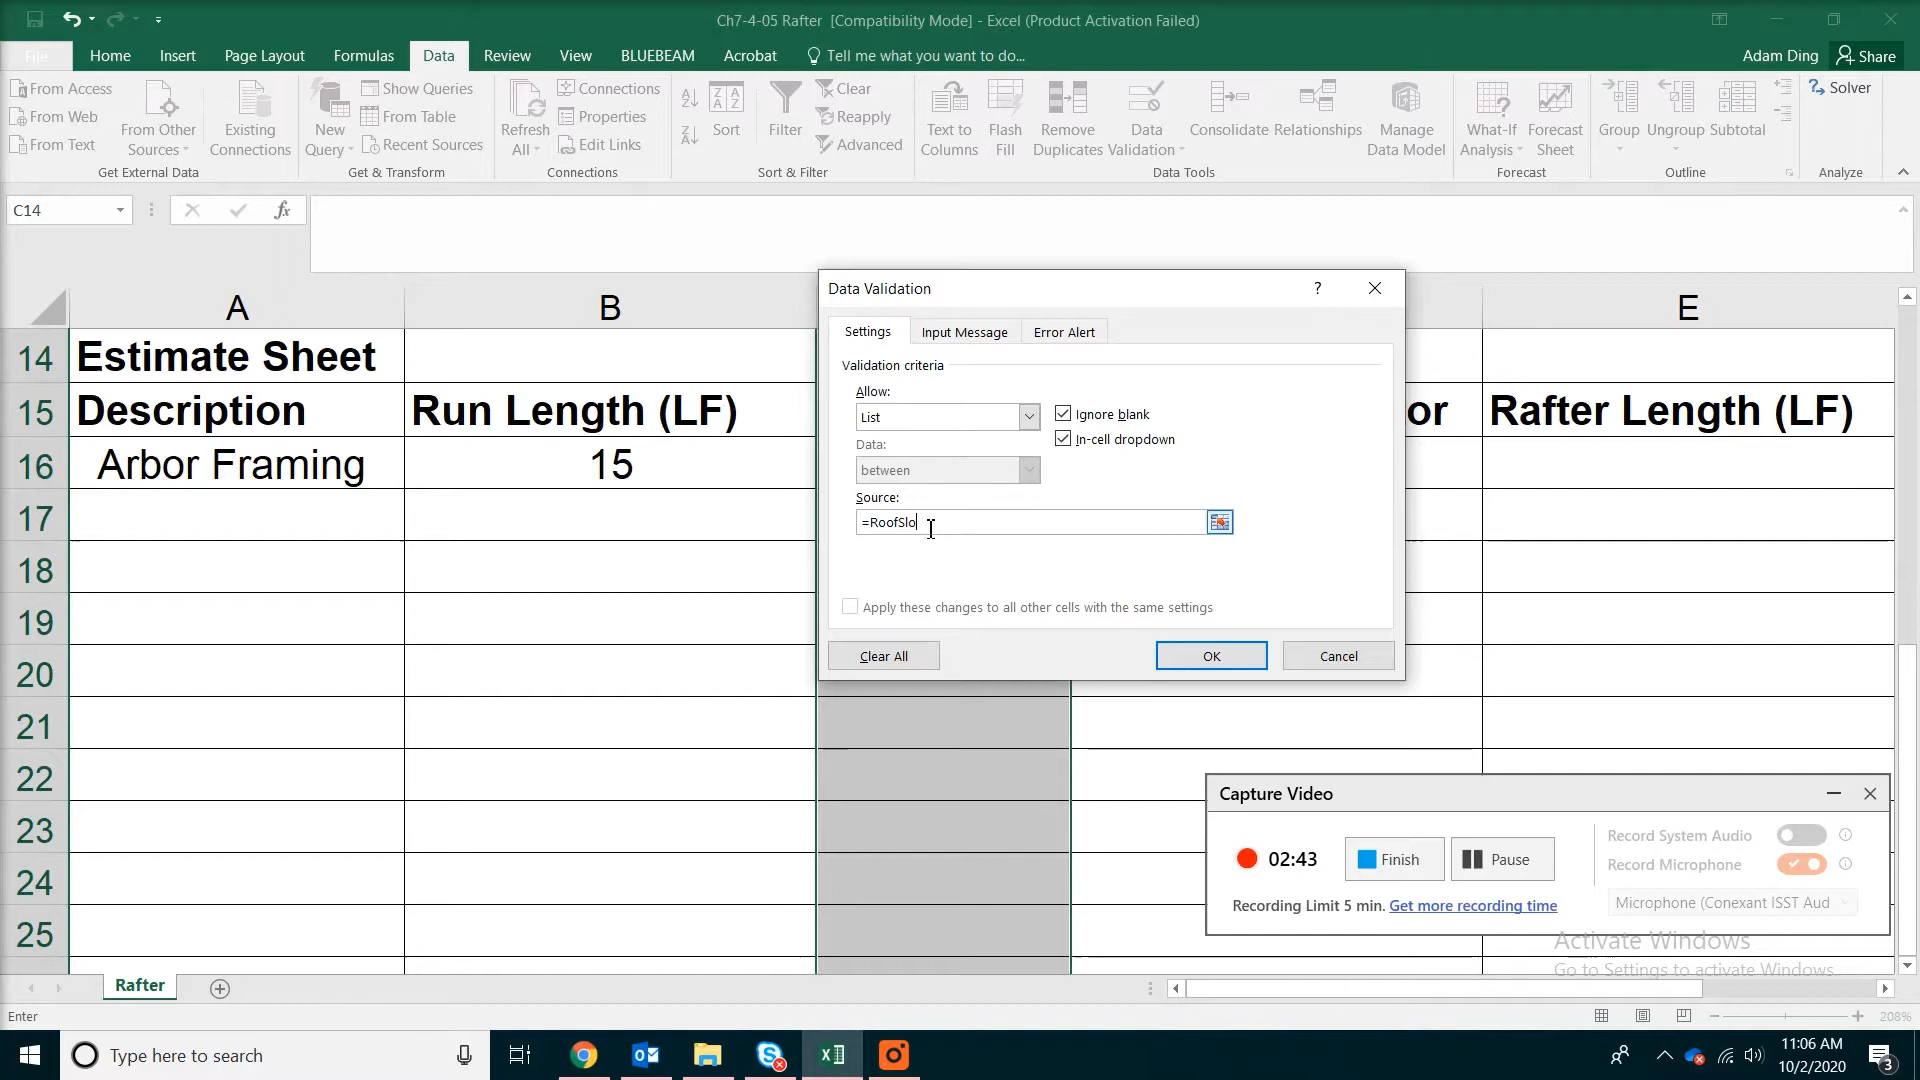 Ch7-4-05 Rafter [Compatibility Mode] - Excel (Product Activation Failed)
File Home Insert Page Layout Formulas Data Review View BLUEBEAM Acrobat Tell me what you want to do... Adam Ding Share
From Access
From Web
From Text
From Other Sources
Existing Connections
Get External Data
New Query
Show Queries
From Table
Recent Sources
Get & Transform
Refresh All
Connections
Properties
Edit Links
Connections
Sort
Filter
Clear
Reapply
Advanced
Sort & Filter
Text to Columns
Flash Fill
Remove Duplicates
Data Validation
Consolidate
Relationships
Manage Data Model
Data Tools
What-If Analysis
Forecast Sheet
Forecast
Group
Ungroup
Subtotal
Outline
Solver
Analyze
C14
fx
A B E
14 Estimate Sheet
15 Description Run Length (LF) or Rafter Length (LF)
16 Arbor Framing 15
17
18
19
20
21
22
23
24
25
Data Validation ?
Settings Input Message Error Alert
Validation criteria
Allow:
List
Ignore blank
Data:
In-cell dropdown
between
Source:
=RoofSlo
Apply these changes to all other cells with the same settings
Clear All OK Cancel
Capture Video
02:43 Finish Pause
Record System Audio
Record Microphone
Recording Limit 5 min. Get more recording time
Microphone (Conexant ISST Aud
Activate Windows
Go to Settings to activate Windows.
Rafter
Enter
208%
Type here to search
11:06 AM
10/2/2020
3